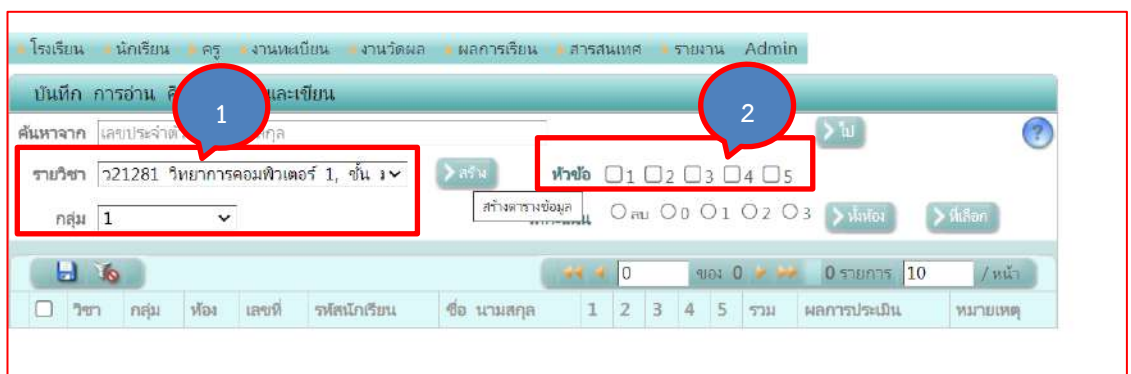 โรงเรียน นักเรียน ครู งานทะเบียน งานวัดผล ผลการเรียน สารสนเทศ รายงาน Admin
บันทึก การอ่าน และเขียน
1
2
ค้นหาจาก เลขประจำตัว สกุล ไป ?
รายวิชา ว21281 วิทยาการคอมพิวเตอร์ 1, ชั้น สร้าง หัวข้อ 1 2 3 4 5
สร้างตารางข้อมูล
กลุ่ม 1 ลบ 0 1 2 3 ทั้งห้อง ที่เลือก
0 ของ 0 0 รายการ 10 / หน้า
วิชา กลุ่ม ห้อง เลขที่ รหัสนักเรียน ชื่อ นามสกุล 1 2 3 4 5 รวม ผลการประเมิน หมายเหตุ